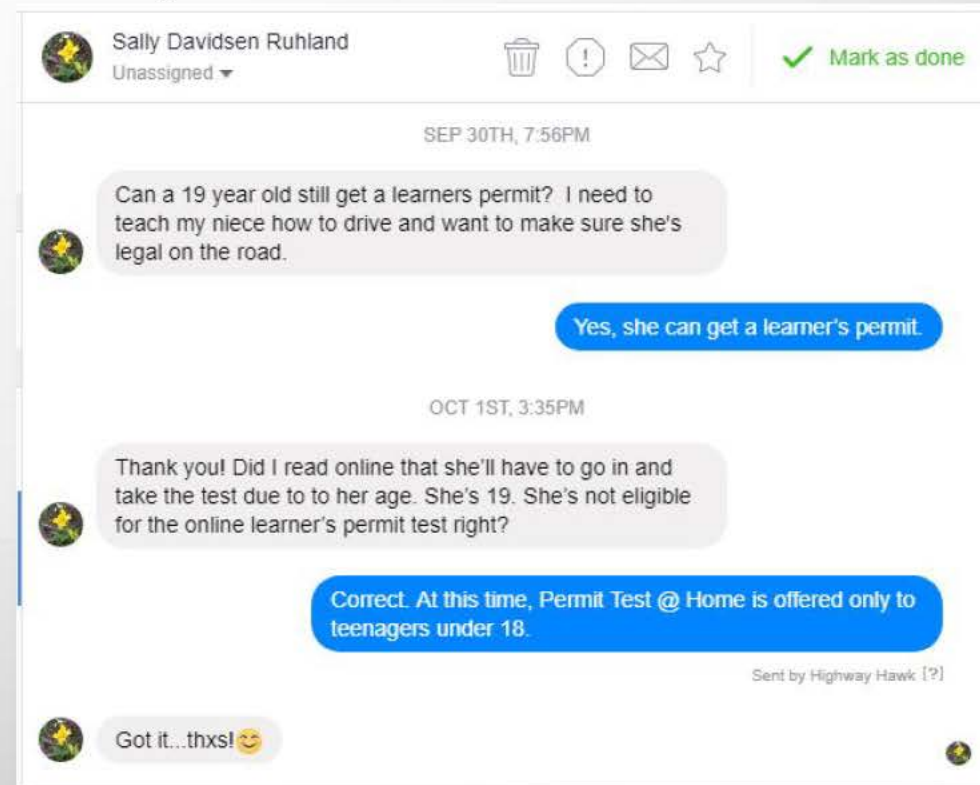 Sally Davidsen Ruhland
Unassigned
Mark as done
SEP 30TH, 7:56PM
Can a 19 year old still get a learners permit? I need to
teach my niece how to drive and want to make sure she's
legal on the road.
Yes, she can get a learner's permit.
OCT 1ST, 3:35PM
Thank you! Did I read online that she'll have to go in and
take the test due to to her age. She's 19. She's not eligible
for the online learner's permit test right?
Correct. At this time, Permit Test @ Home is offered only to
teenagers under 18.
Sent by Highway Hawk [?]
Got it...thxs!😊